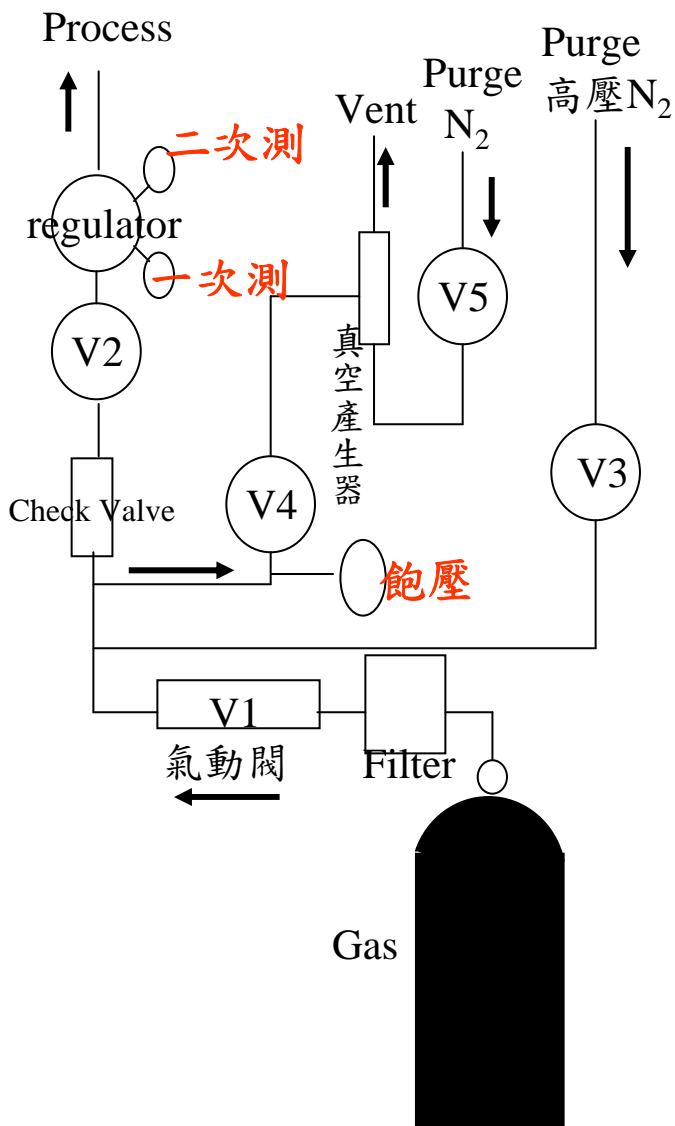 Process
Purge
高壓N₂
Purge
N₂
Vent
二次測
regulator
一次測
V5
V2
真空產生器
V3
Check Valve
V4
飽壓
V1
氣動閥
Filter
Gas